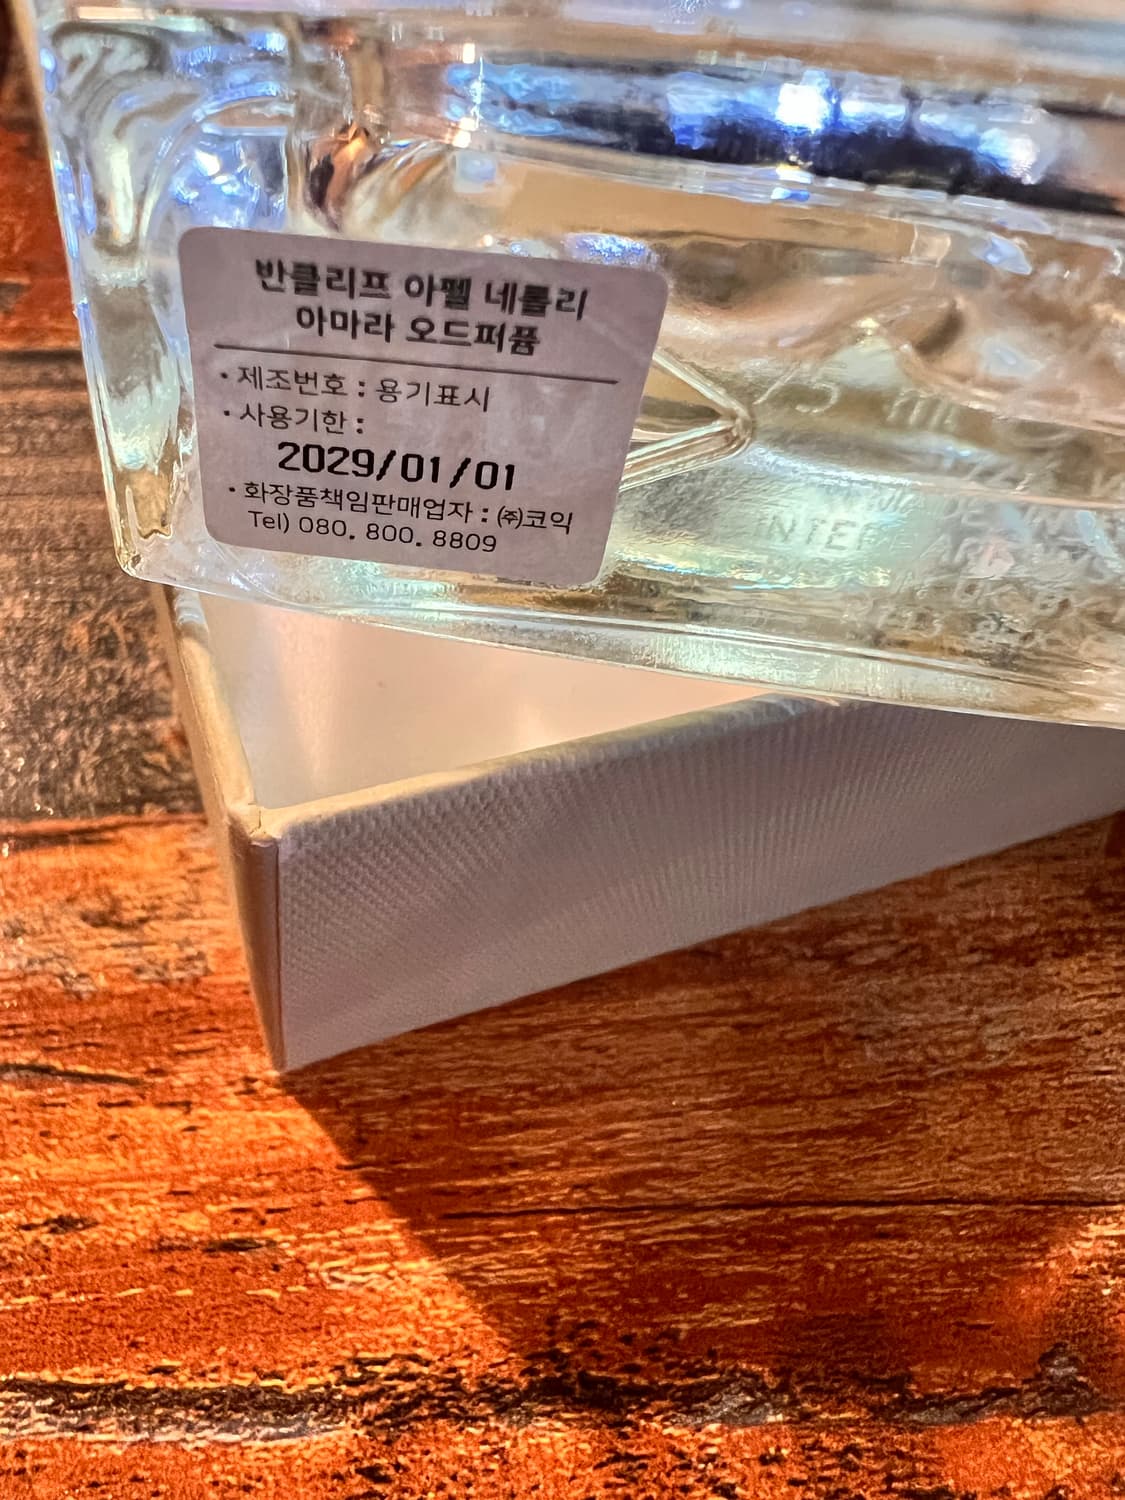 반클리프 아펠 네롤리
아마라 오드퍼퓸
• 제조번호 : 용기표시
• 사용기한 :
2029/01/01
• 화장품책임판매업자 : ㈜코익
Tel) 080. 800. 8809
75 ml